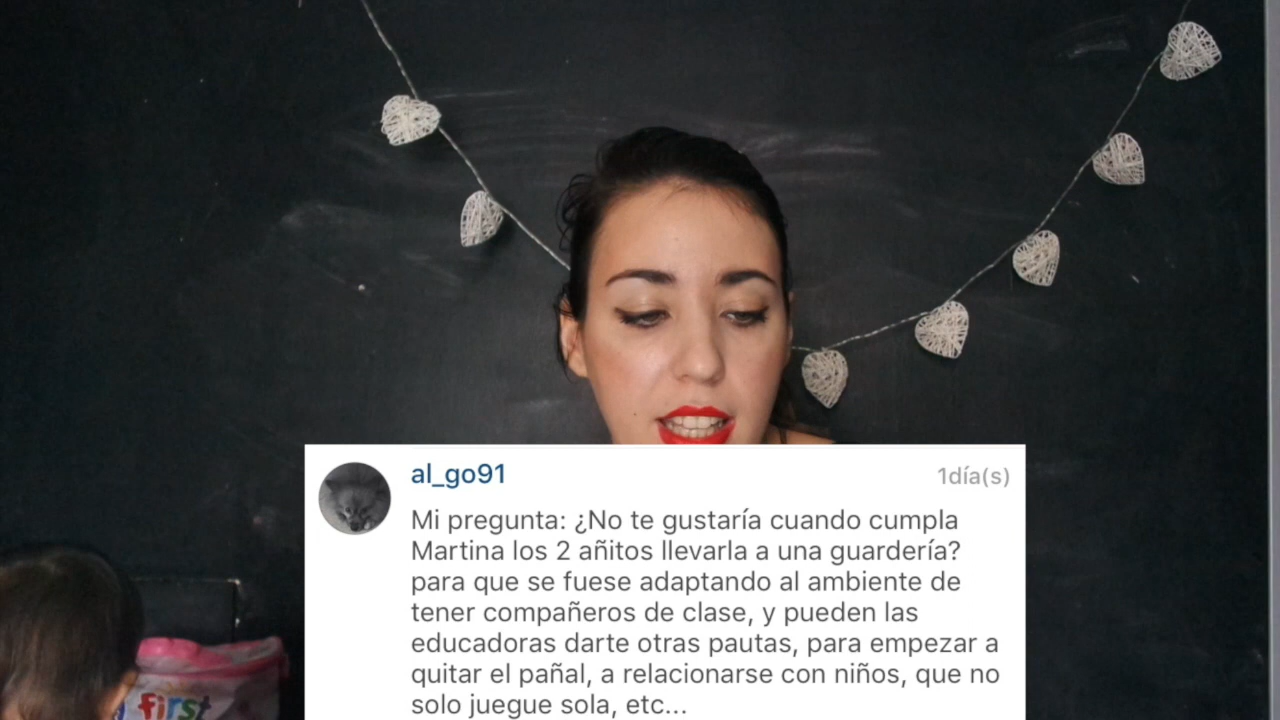 al_go91
1día(s)
Mi pregunta: ¿No te gustaría cuando cumpla
Martina los 2 añitos llevarla a una guardería?
para que se fuese adaptando al ambiente de
tener compañeros de clase, y pueden las
educadoras darte otras pautas, para empezar a
quitar el pañal, a relacionarse con niños, que no
solo juegue sola, etc...
first